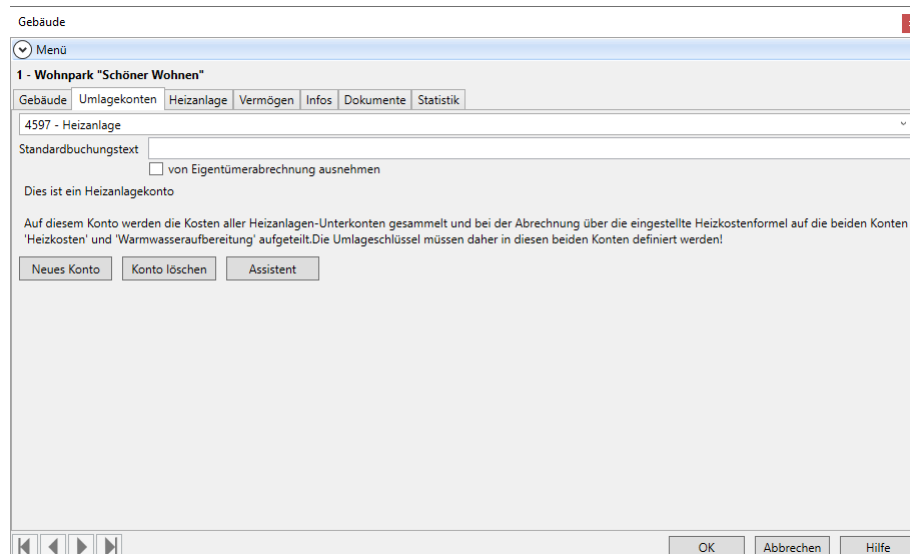 Gebäude
Menü
1 - Wohnpark "Schöner Wohnen"
Gebäude Umlagekonten Heizanlage Vermögen Infos Dokumente Statistik
4597 - Heizanlage
Standardbuchungstext
von Eigentümerabrechnung ausnehmen
Dies ist ein Heizanlagekonto
Auf diesem Konto werden die Kosten aller Heizanlagen-Unterkonten gesammelt und bei der Abrechnung über die eingestellte Heizkostenformel auf die beiden Konten
'Heizkosten' und 'Warmwasseraufbereitung' aufgeteilt.Die Umlageschlüssel müssen daher in diesen beiden Konten definiert werden!
Neues Konto Konto löschen Assistent
OK Abbrechen Hilfe